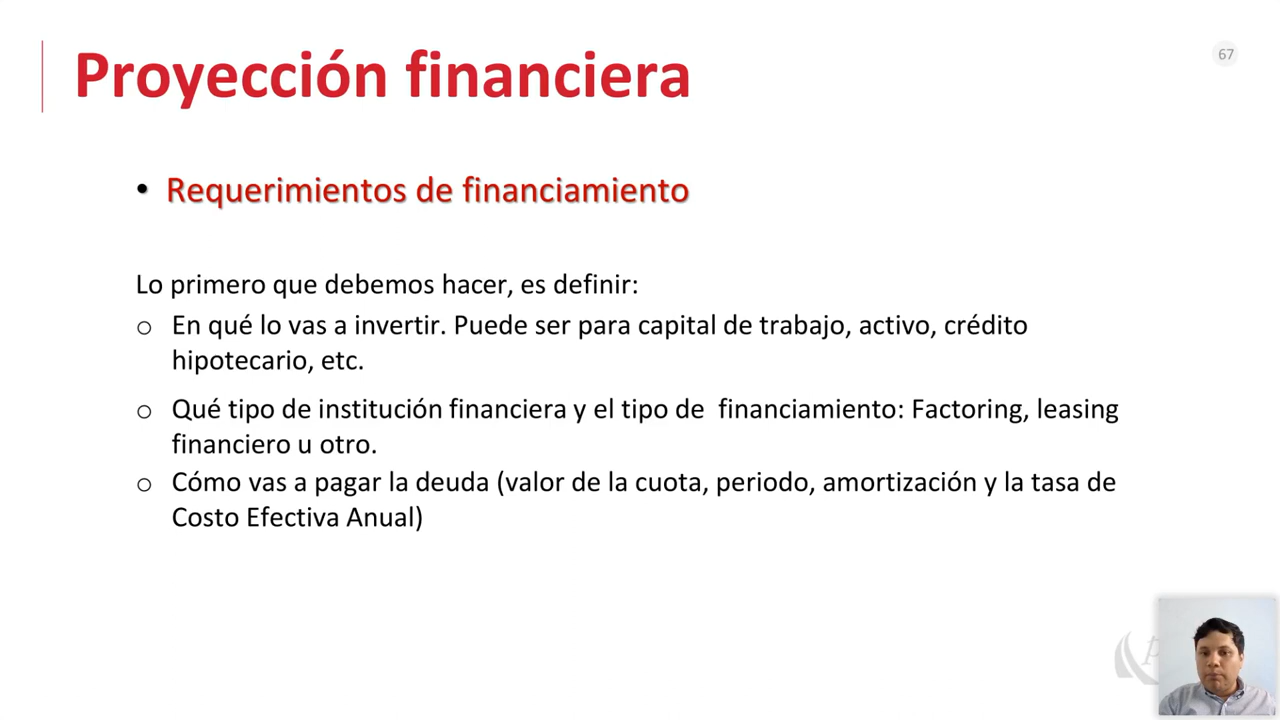 Proyección financiera
67
• Requerimientos de financiamiento
Lo primero que debemos hacer, es definir:
o En qué lo vas a invertir. Puede ser para capital de trabajo, activo, crédito
hipotecario, etc.
o Qué tipo de institución financiera y el tipo de  financiamiento: Factoring, leasing
financiero u otro.
o Cómo vas a pagar la deuda (valor de la cuota, periodo, amortización y la tasa de
Costo Efectiva Anual)